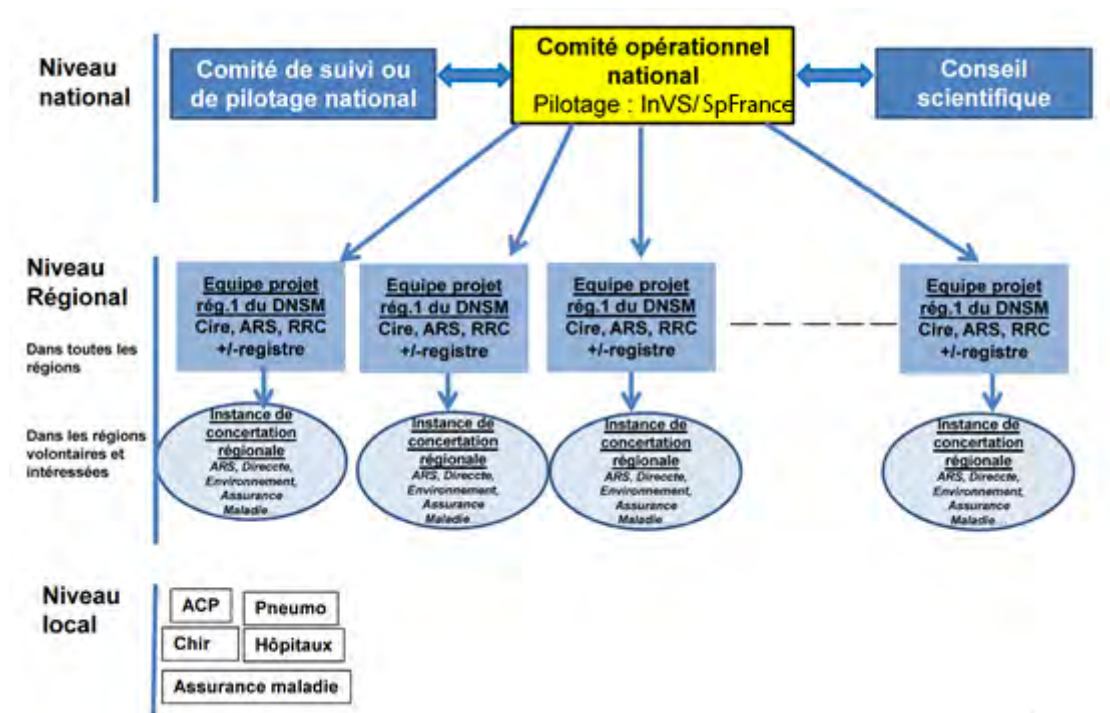 Niveau
national
Comité de suivi ou
de pilotage national
Comité opérationnel
national
Pilotage : InVS/SpFrance
Conseil
scientifique
Niveau
Régional
Dans toutes les
régions
Equipe projet
rég.1 du DNSM
Cire, ARS, RRC
+/-registre
Equipe projet
rég.1 du DNSM
Cire, ARS, RRC
+/-registre
Equipe projet
rég.1 du DNSM
Cire, ARS, RRC
+/-registre
Equipe projet
rég.1 du DNSM
Cire, ARS, RRC
+/-registre
Dans les régions
volontaires et
intéressées
Instance de
concertation
régionale
ARS, Direccte,
Environnement,
Assurance
Maladie
Instance de
concertation
régionale
ARS, Direccte,
Environnement,
Assurance
Maladie
Instance de
concertation
régionale
ARS, Direccte,
Environnement,
Assurance
Maladie
Instance de
concertation
régionale
ARS, Direccte,
Environnement,
Assurance
Maladie
Niveau
local
ACP
Pneumo
Chir
Hôpitaux
Assurance maladie